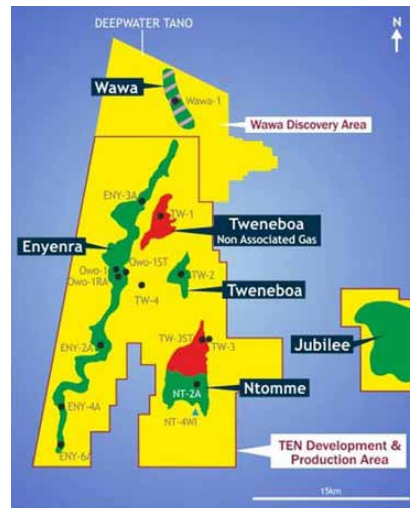 DEEPWATER TANO
N
Wawa
Wawa-1
Wawa Discovery Area
ENY-3A
TW-1
Tweneboa
Non Associated Gas
Enyenra
Owo-1ST
Owo-1
Owo-1RA
TW-2
TW-4
Tweneboa
TW-3ST
TW-3
Jubilee
ENY-2A
NT-2A
Ntomme
ENY-4A
NT-4WI
ENY-6A
TEN Development &
Production Area
15km